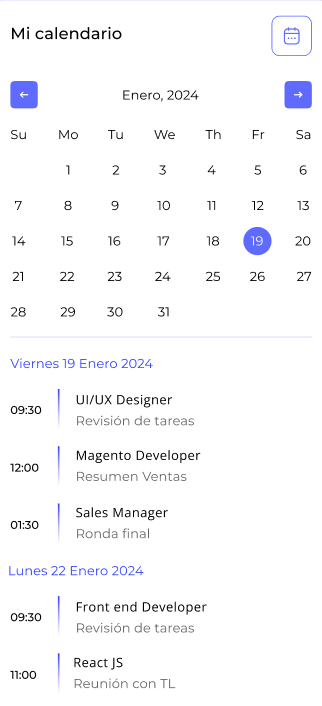 Mi calendario
Enero, 2024
Su Mo Tu We Th Fr Sa
1 2 3 4 5 6
7 8 9 10 11 12 13
14 15 16 17 18 19 20
21 22 23 24 25 26 27
28 29 30 31
Viernes 19 Enero 2024
09:30 UI/UX Designer
Revisión de tareas
12:00 Magento Developer
Resumen Ventas
01:30 Sales Manager
Ronda final
Lunes 22 Enero 2024
09:30 Front end Developer
Revisión de tareas
11:00 React JS
Reunión con TL